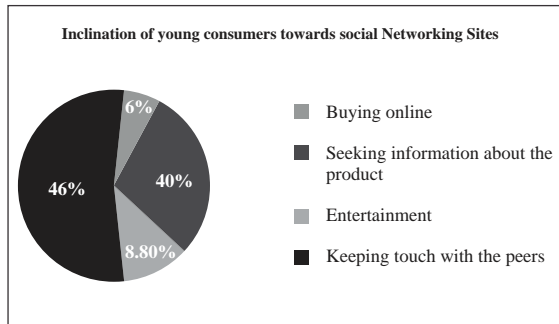 Inclination of young consumers towards social Networking Sites
6%
40%
46%
8.80%
Buying online
Seeking information about the
product
Entertainment
Keeping touch with the peers